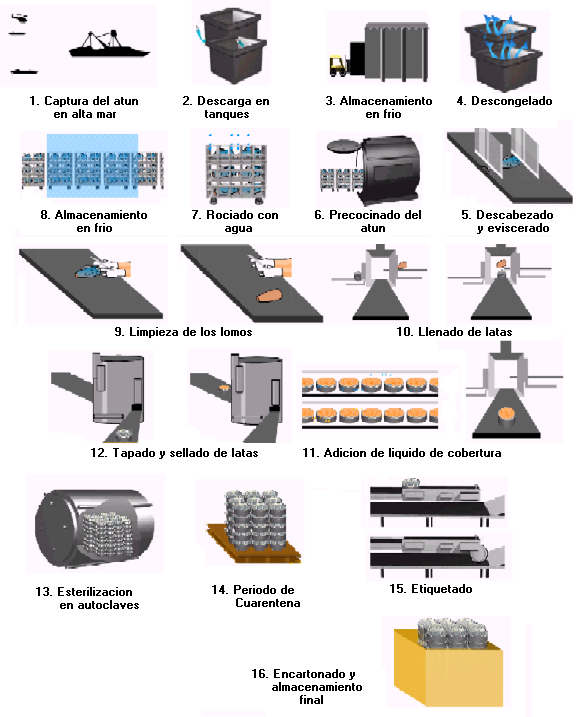 1. Captura del atun
en alta mar
2. Descarga en
tanques
3. Almacenamiento
en frio
4. Descongelado
8. Almacenamiento
en frio
7. Rociado con
agua
6. Precocinado del
atun
5. Descabezado
y eviscerado
9. Limpieza de los lomos
10. Llenado de latas
12. Tapado y sellado de latas
11. Adicion de liquido de cobertura
13. Esterilizacion
en autoclaves
14. Periodo de
Cuarentena
15. Etiquetado
16. Encartonado y
almacenamiento
final